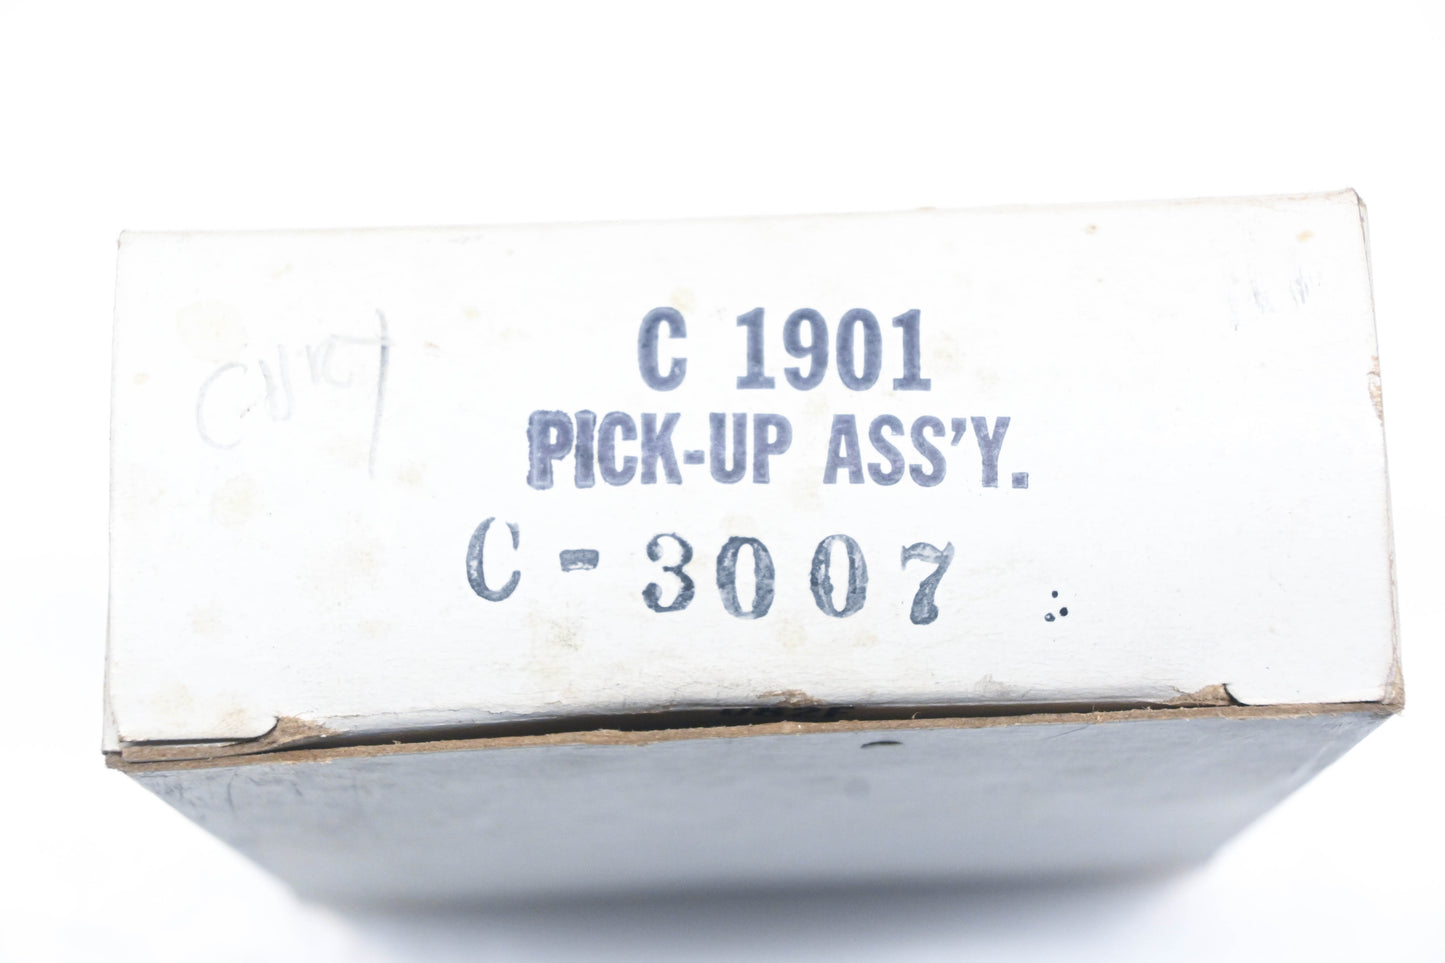 C 1901
PICK-UP ASS'Y.
C-3007